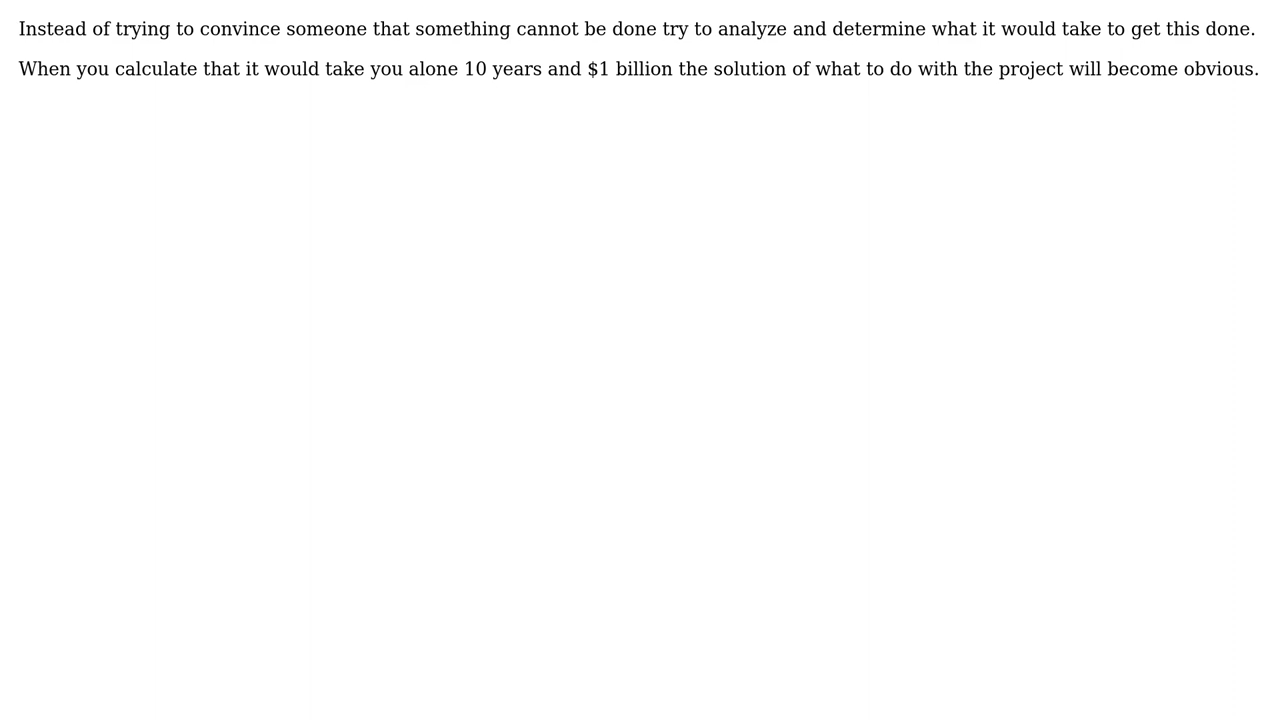 Instead of trying to convince someone that something cannot be done try to analyze and determine what it would take to get this done.
When you calculate that it would take you alone 10 years and $1 billion the solution of what to do with the project will become obvious.